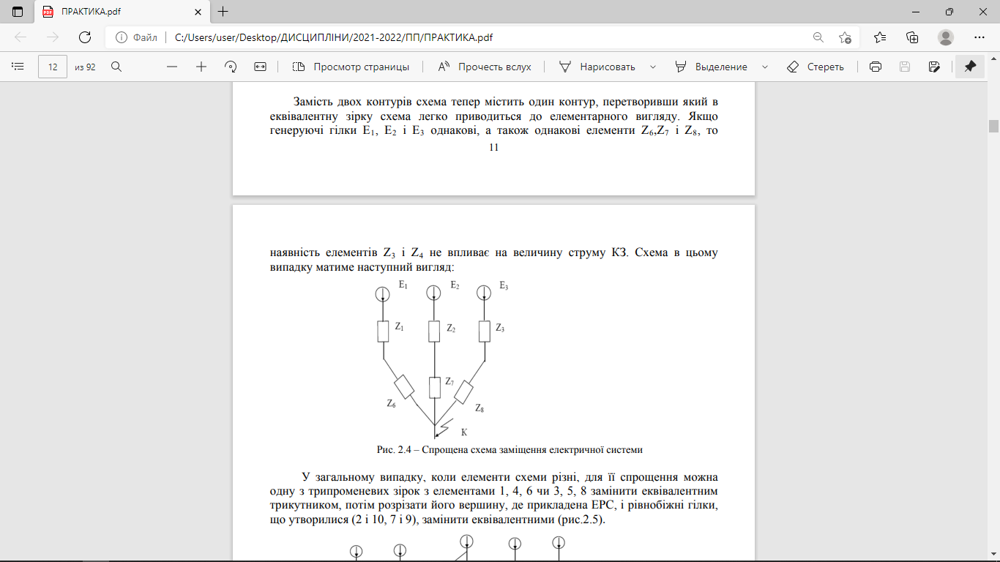 ПРАКТИКА.pdf
Файл C:/Users/user/Desktop/ДИСЦИПЛІНИ/2021-2022/ПП/ПРАКТИКА.pdf
12 из 92 Просмотр страницы Прочесть вслух Нарисовать Выделение Стереть
Замість двох контурів схема тепер містить один контур, перетворивши який в
еквівалентну зірку схема легко приводиться до елементарного вигляду. Якщо
генеруючі гілки E₁, E₂ і E₃ однакові, а також однакові елементи Z₆,Z₇ і Z₈, то
11
наявність елементів Z₃ і Z₄ не впливає на величину струму КЗ. Схема в цьому
випадку матиме наступний вигляд:
E₁ E₂ E₃
Z₁ Z₂ Z₃
Z₇
Z₆ Z₈
К
Рис. 2.4 – Спрощена схема заміщення електричної системи
У загальному випадку, коли елементи схеми різні, для її спрощення можна
одну з трипроменевих зірок з елементами 1, 4, 6 чи 3, 5, 8 замінити еквівалентним
трикутником, потім розрізати його вершину, де прикладена ЕРС, і рівнобіжні гілки,
що утворилися (2 і 10, 7 і 9), замінити еквівалентними (рис.2.5).